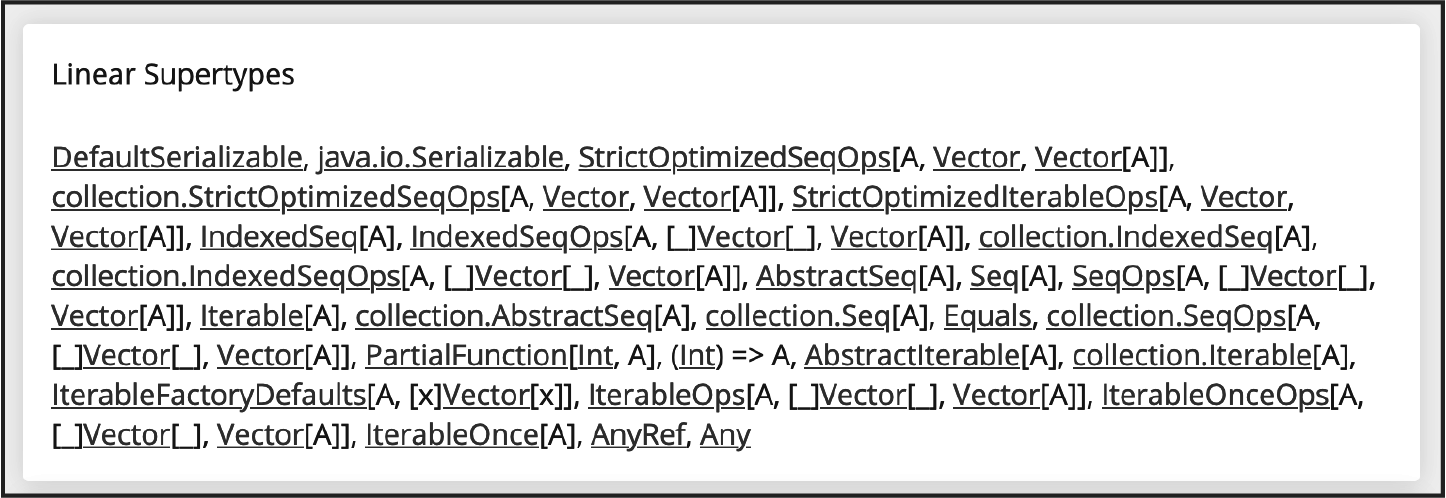 Linear Supertypes
DefaultSerializable, java.io.Serializable, StrictOptimizedSeqOps[A, Vector, Vector[A]],
collection.StrictOptimizedSeqOps[A, Vector, Vector[A]], StrictOptimizedIterableOps[A, Vector,
Vector[A]], IndexedSeq[A], IndexedSeqOps[A, [_]Vector[_], Vector[A]], collection.IndexedSeq[A],
collection.IndexedSeqOps[A, [_]Vector[_], Vector[A]], AbstractSeq[A], Seq[A], SeqOps[A, [_]Vector[_],
Vector[A]], Iterable[A], collection.AbstractSeq[A], collection.Seq[A], Equals, collection.SeqOps[A,
[_]Vector[_], Vector[A]], PartialFunction[Int, A], (Int) => A, AbstractIterable[A], collection.Iterable[A],
IterableFactoryDefaults[A, [x]Vector[x]], IterableOps[A, [_]Vector[_], Vector[A]], IterableOnceOps[A,
[_]Vector[_], Vector[A]], IterableOnce[A], AnyRef, Any